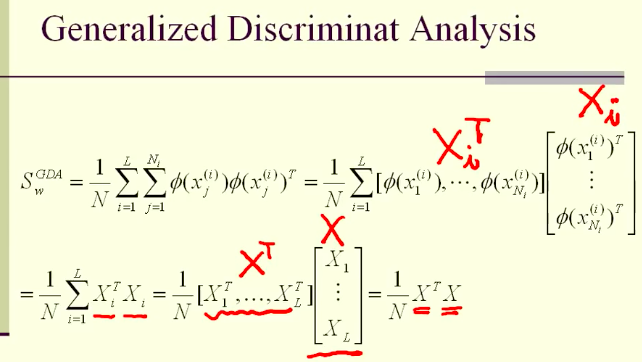 Generalized Discriminat Analysis
X_i^T X_ii
S_w^{GDA} = \frac{1}{N} \sum_{i=1}^{L} \sum_{j=1}^{N_i} \phi(x_j^{(i)}) \phi(x_j^{(i)})^T = \frac{1}{N} \sum_{i=1}^{L} [\phi(x_1^{(i)}), \cdots, \phi(x_{N_i}^{(i)})] \begin{bmatrix} \phi(x_1^{(i)})^T \\ \vdots \\ \phi(x_{N_i}^{(i)})^T \end{bmatrix}
X^T X
= \frac{1}{N} \sum_{i=1}^{L} X_i^T X_i = \frac{1}{N} [X_1^T, \ldots, X_L^T] \begin{bmatrix} X_1 \\ \vdots \\ X_L \end{bmatrix} = \frac{1}{N} X^T X